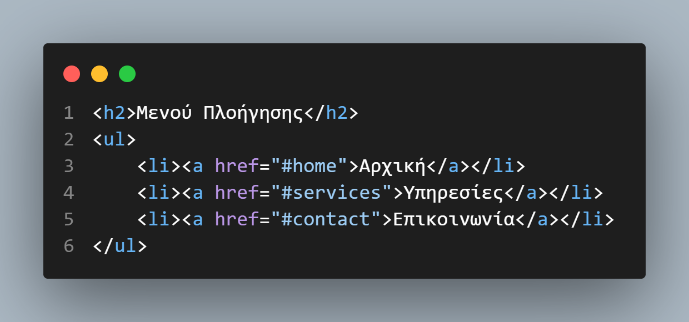 1 <h2>Μενού Πλοήγησης</h2>
2 <ul>
3     <li><a href="#home">Αρχική</a></li>
4     <li><a href="#services">Υπηρεσίες</a></li>
5     <li><a href="#contact">Επικοινωνία</a></li>
6 </ul>